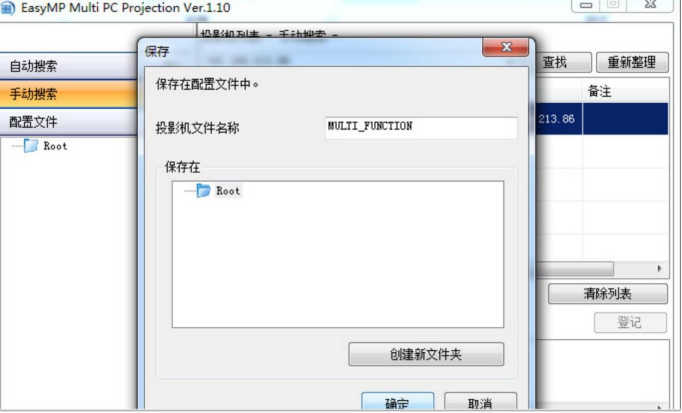 EasyMP Multi PC Projection Ver.1.10
投影机列表 - 手动搜索 -
保存
自动搜索
查找
重新整理
保存在配置文件中。
手动搜索
备注
配置文件
投影机文件名称
MULTI_FUNCTION
213.86
Root
保存在
Root
清除列表
登记
创建新文件夹
确定
取消